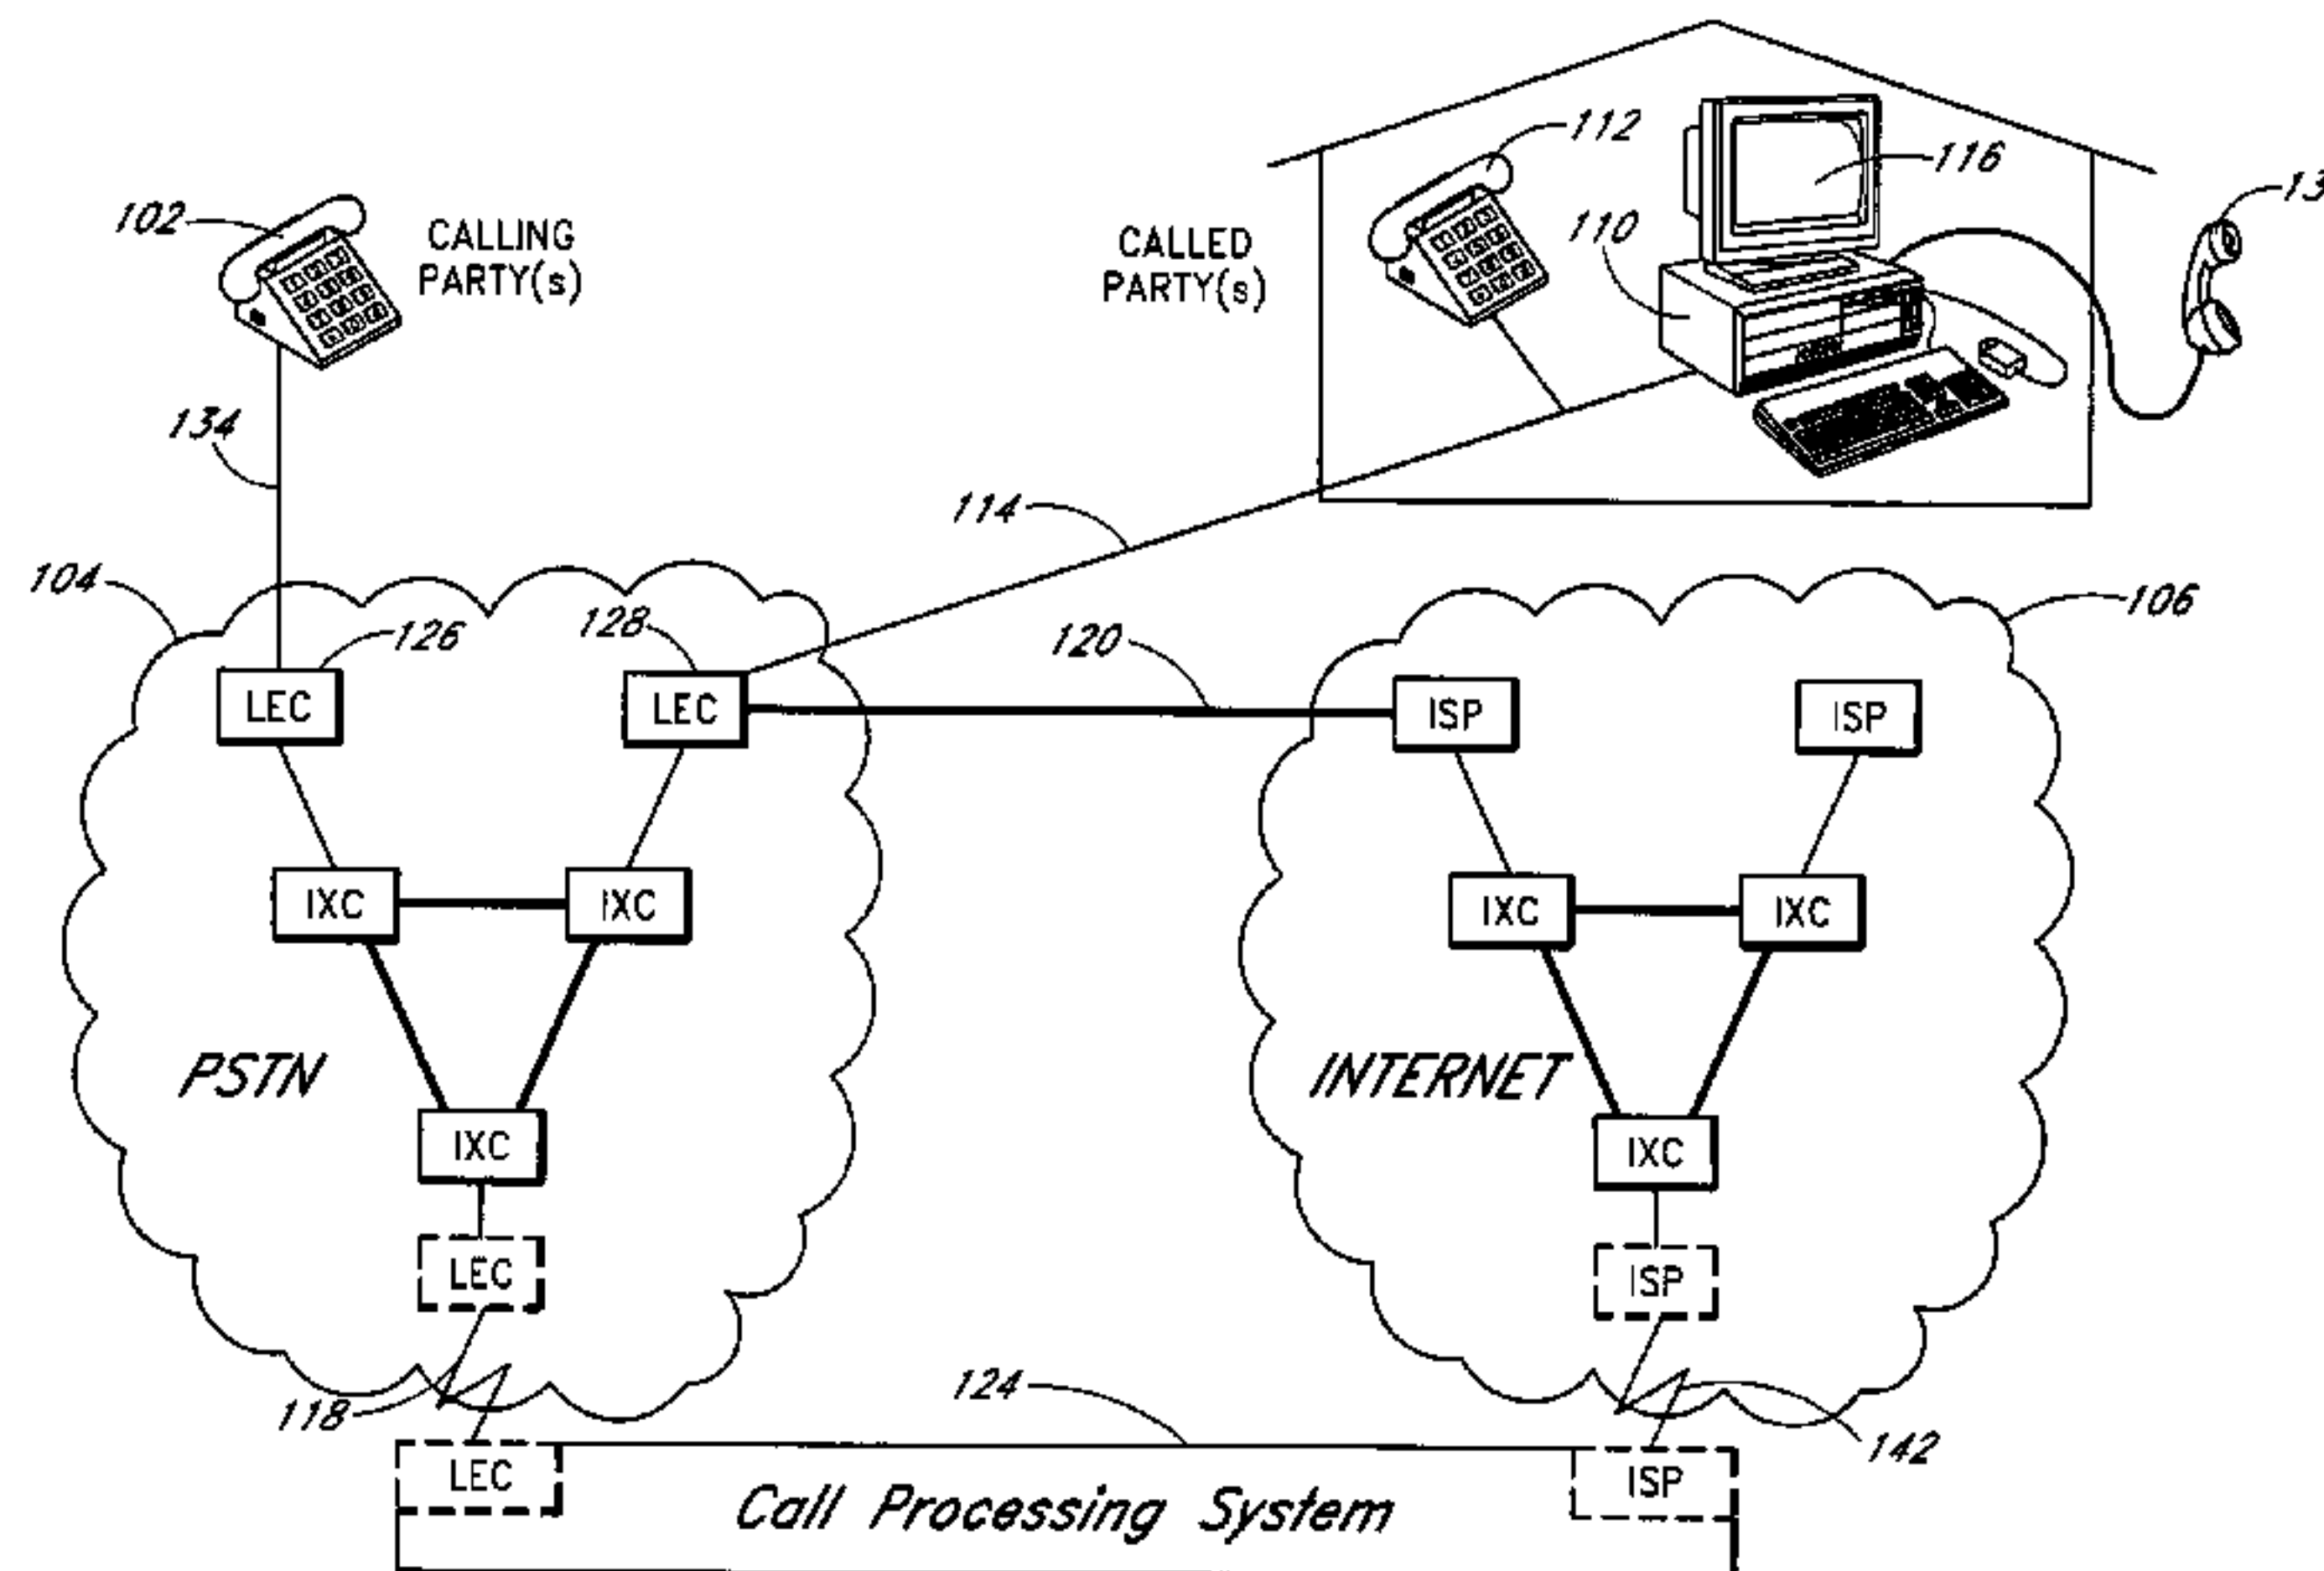 112
116
13
102
CALLING
PARTY(s)
CALLED
PARTY(s)
110
134
114
104
126
128
120
106
LEC
LEC
ISP
ISP
IXC
IXC
IXC
IXC
PSTN
INTERNET
IXC
IXC
LEC
ISP
118
124
142
LEC
ISP
Call Processing System